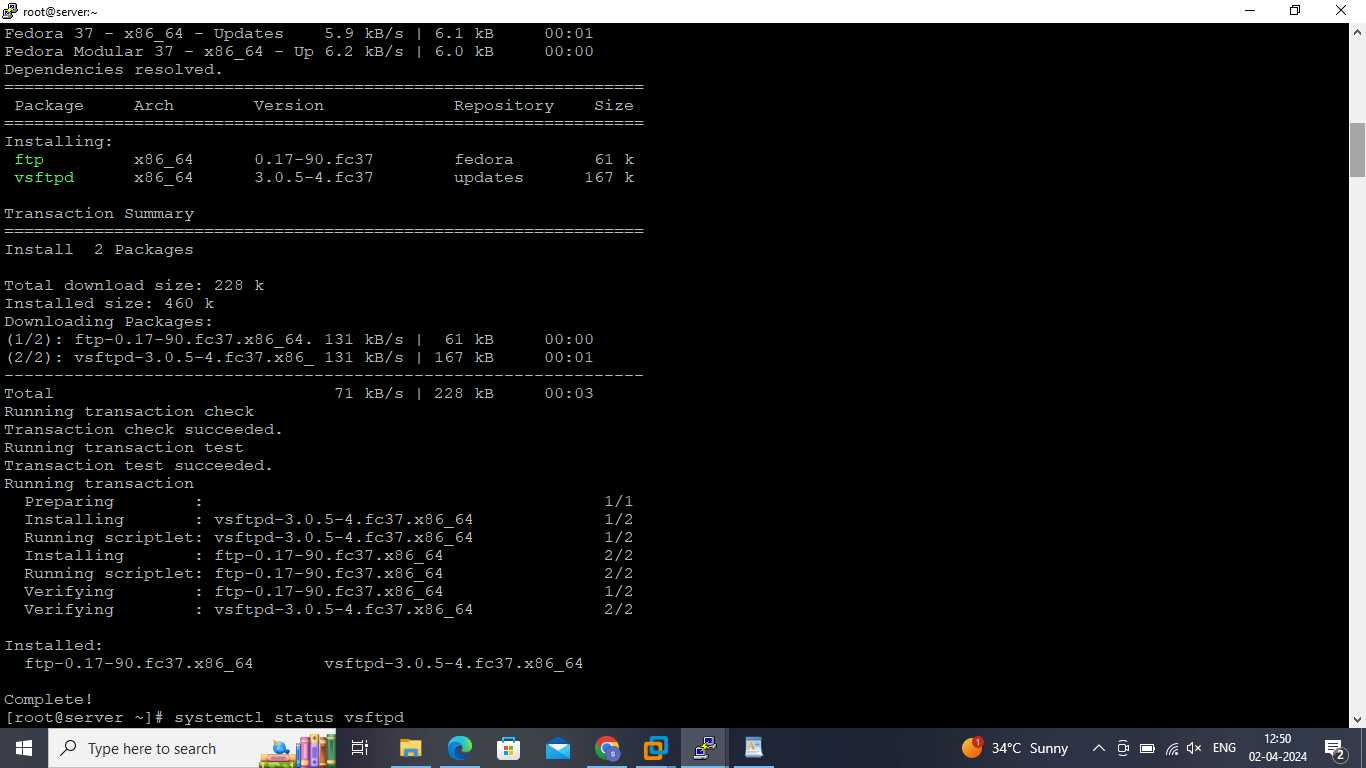 root@server:~
Fedora 37 - x86_64 - Updates    5.9 kB/s | 6.1 kB     00:01
Fedora Modular 37 - x86_64 - Up 6.2 kB/s | 6.0 kB     00:00
Dependencies resolved.
================================================================
 Package     Arch        Version             Repository    Size
================================================================
Installing:
 ftp         x86_64      0.17-90.fc37        fedora        61 k
 vsftpd      x86_64      3.0.5-4.fc37        updates      167 k
Transaction Summary
================================================================
Install  2 Packages
Total download size: 228 k
Installed size: 460 k
Downloading Packages:
(1/2): ftp-0.17-90.fc37.x86_64. 131 kB/s |  61 kB     00:00
(2/2): vsftpd-3.0.5-4.fc37.x86_ 131 kB/s | 167 kB     00:01
----------------------------------------------------------------
Total                            71 kB/s | 228 kB     00:03
Running transaction check
Transaction check succeeded.
Running transaction test
Transaction test succeeded.
Running transaction
  Preparing        :                                        1/1
  Installing       : vsftpd-3.0.5-4.fc37.x86_64             1/2
  Running scriptlet: vsftpd-3.0.5-4.fc37.x86_64             1/2
  Installing       : ftp-0.17-90.fc37.x86_64                2/2
  Running scriptlet: ftp-0.17-90.fc37.x86_64                2/2
  Verifying        : ftp-0.17-90.fc37.x86_64                1/2
  Verifying        : vsftpd-3.0.5-4.fc37.x86_64             2/2
Installed:
  ftp-0.17-90.fc37.x86_64       vsftpd-3.0.5-4.fc37.x86_64
Complete!
[root@server ~]# systemctl status vsftpd
Type here to search
1
34°C Sunny
ENG
12:50
02-04-2024
2